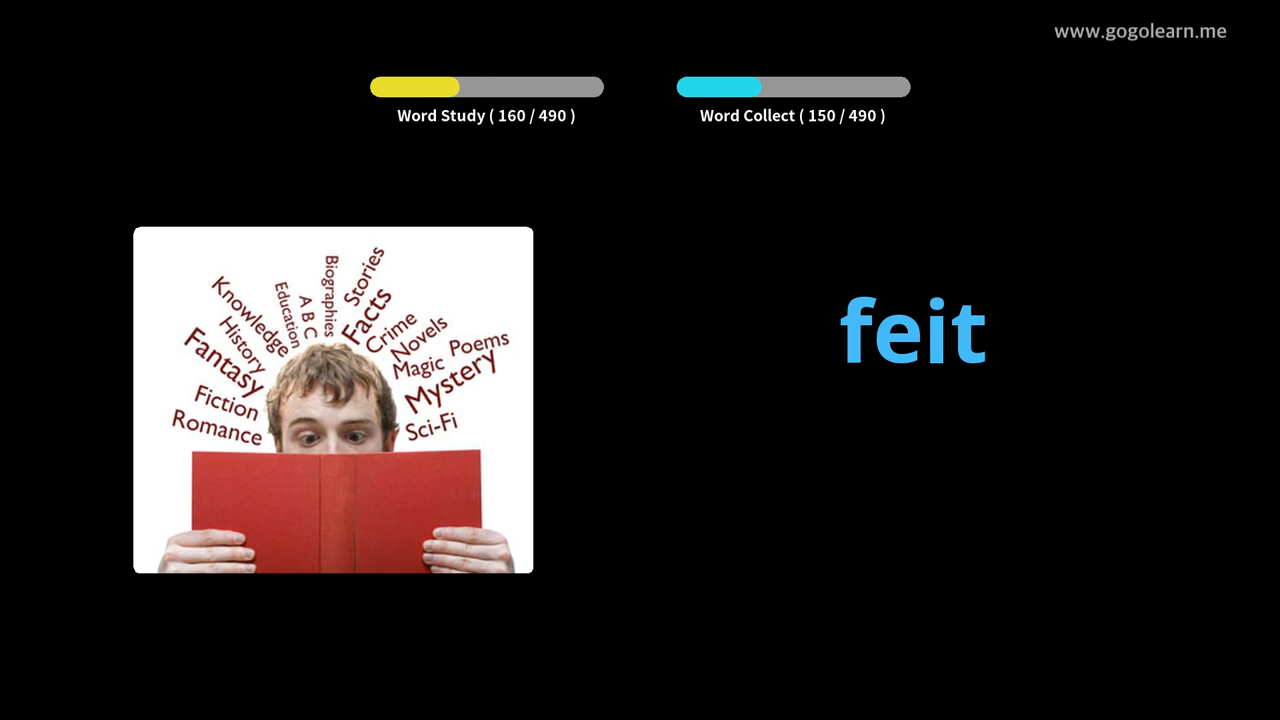 www.gogolearn.me
Word Study ( 160 / 490 )
Word Collect ( 150 / 490 )
feit
Knowledge
Education
A B C
Biographies
Stories
Facts
Crime
Novels
Poems
Magic
Mystery
Sci-Fi
History
Fantasy
Fiction
Romance